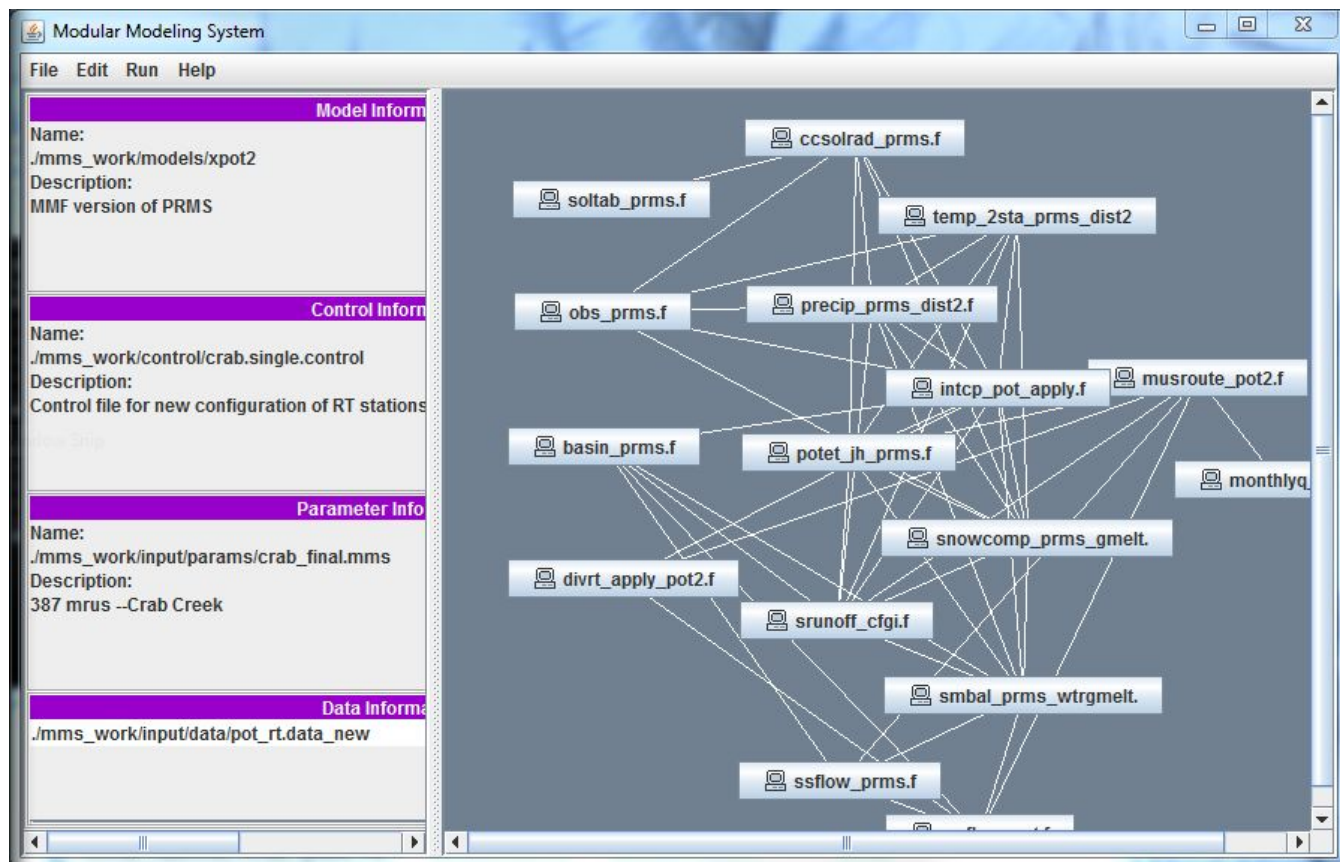 Modular Modeling System
File Edit Run Help
Model Inform
Name:
./mms_work/models/xpot2
Description:
MMF version of PRMS
Control Inform
Name:
./mms_work/control/crab.single.control
Description:
Control file for new configuration of RT stations
Parameter Info
Name:
./mms_work/input/params/crab_final.mms
Description:
387 mrus --Crab Creek
Data Informa
./mms_work/input/data/pot_rt.data_new
ccsolrad_prms.f
soltab_prms.f
temp_2sta_prms_dist2
obs_prms.f
precip_prms_dist2.f
intcp_pot_apply.f
musroute_pot2.f
basin_prms.f
potet_jh_prms.f
monthlyq_
snowcomp_prms_gmelt.
divrt_apply_pot2.f
srunoff_cfgi.f
smbal_prms_wtrgmelt.
ssflow_prms.f